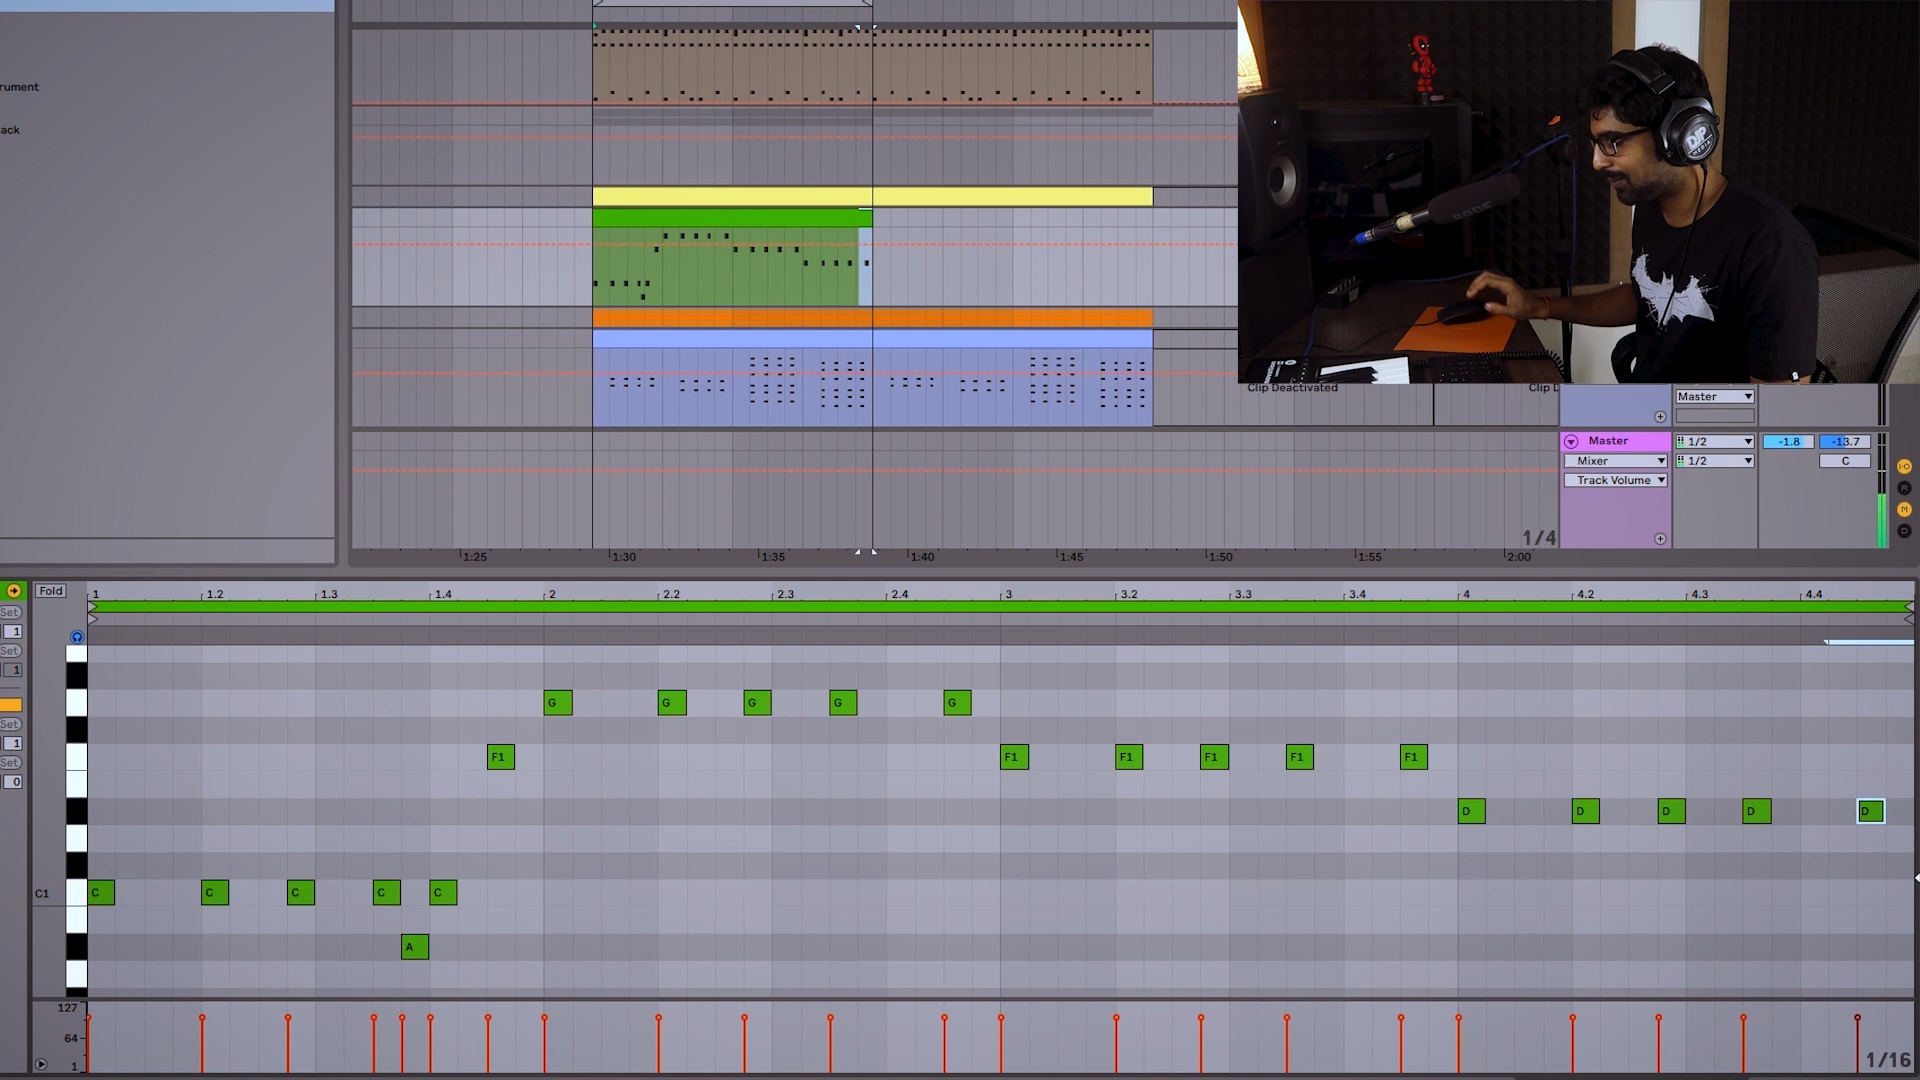 rument
ack
Clip Deactivated
Clip D
Master
Master
1/2
-1.8
-13.7
Mixer
1/2
C
Track Volume
1/4
1:25
1:30
1:35
1:40
1:45
1:50
1:55
2:00
DJP
MEDIA
RODE
I·O
R
M
D
Fold
1
1.2
1.3
1.4
2
2.2
2.3
2.4
3
3.2
3.3
3.4
4
4.2
4.3
4.4
Set
1
Set
1
Set
1
Set
0
G
G
G
G
G
F1
F1
F1
F1
F1
F1
D
D
D
D
D
C1
C
C
C
C
C
A
127
64
1
1/16